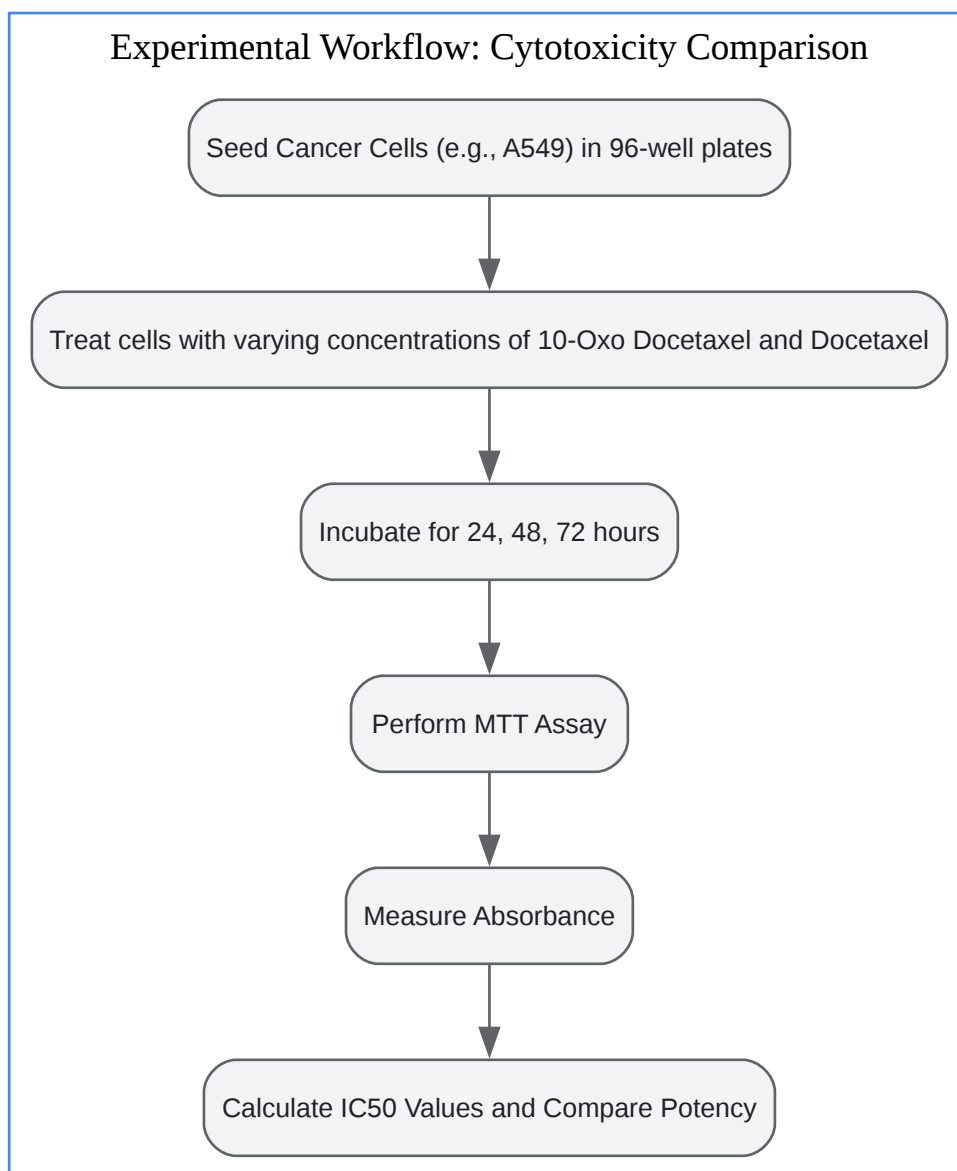 Experimental Workflow: Cytotoxicity Comparison
Seed Cancer Cells (e.g., A549) in 96-well plates
Treat cells with varying concentrations of 10-Oxo Docetaxel and Docetaxel
Incubate for 24, 48, 72 hours
Perform MTT Assay
Measure Absorbance
Calculate IC50 Values and Compare Potency